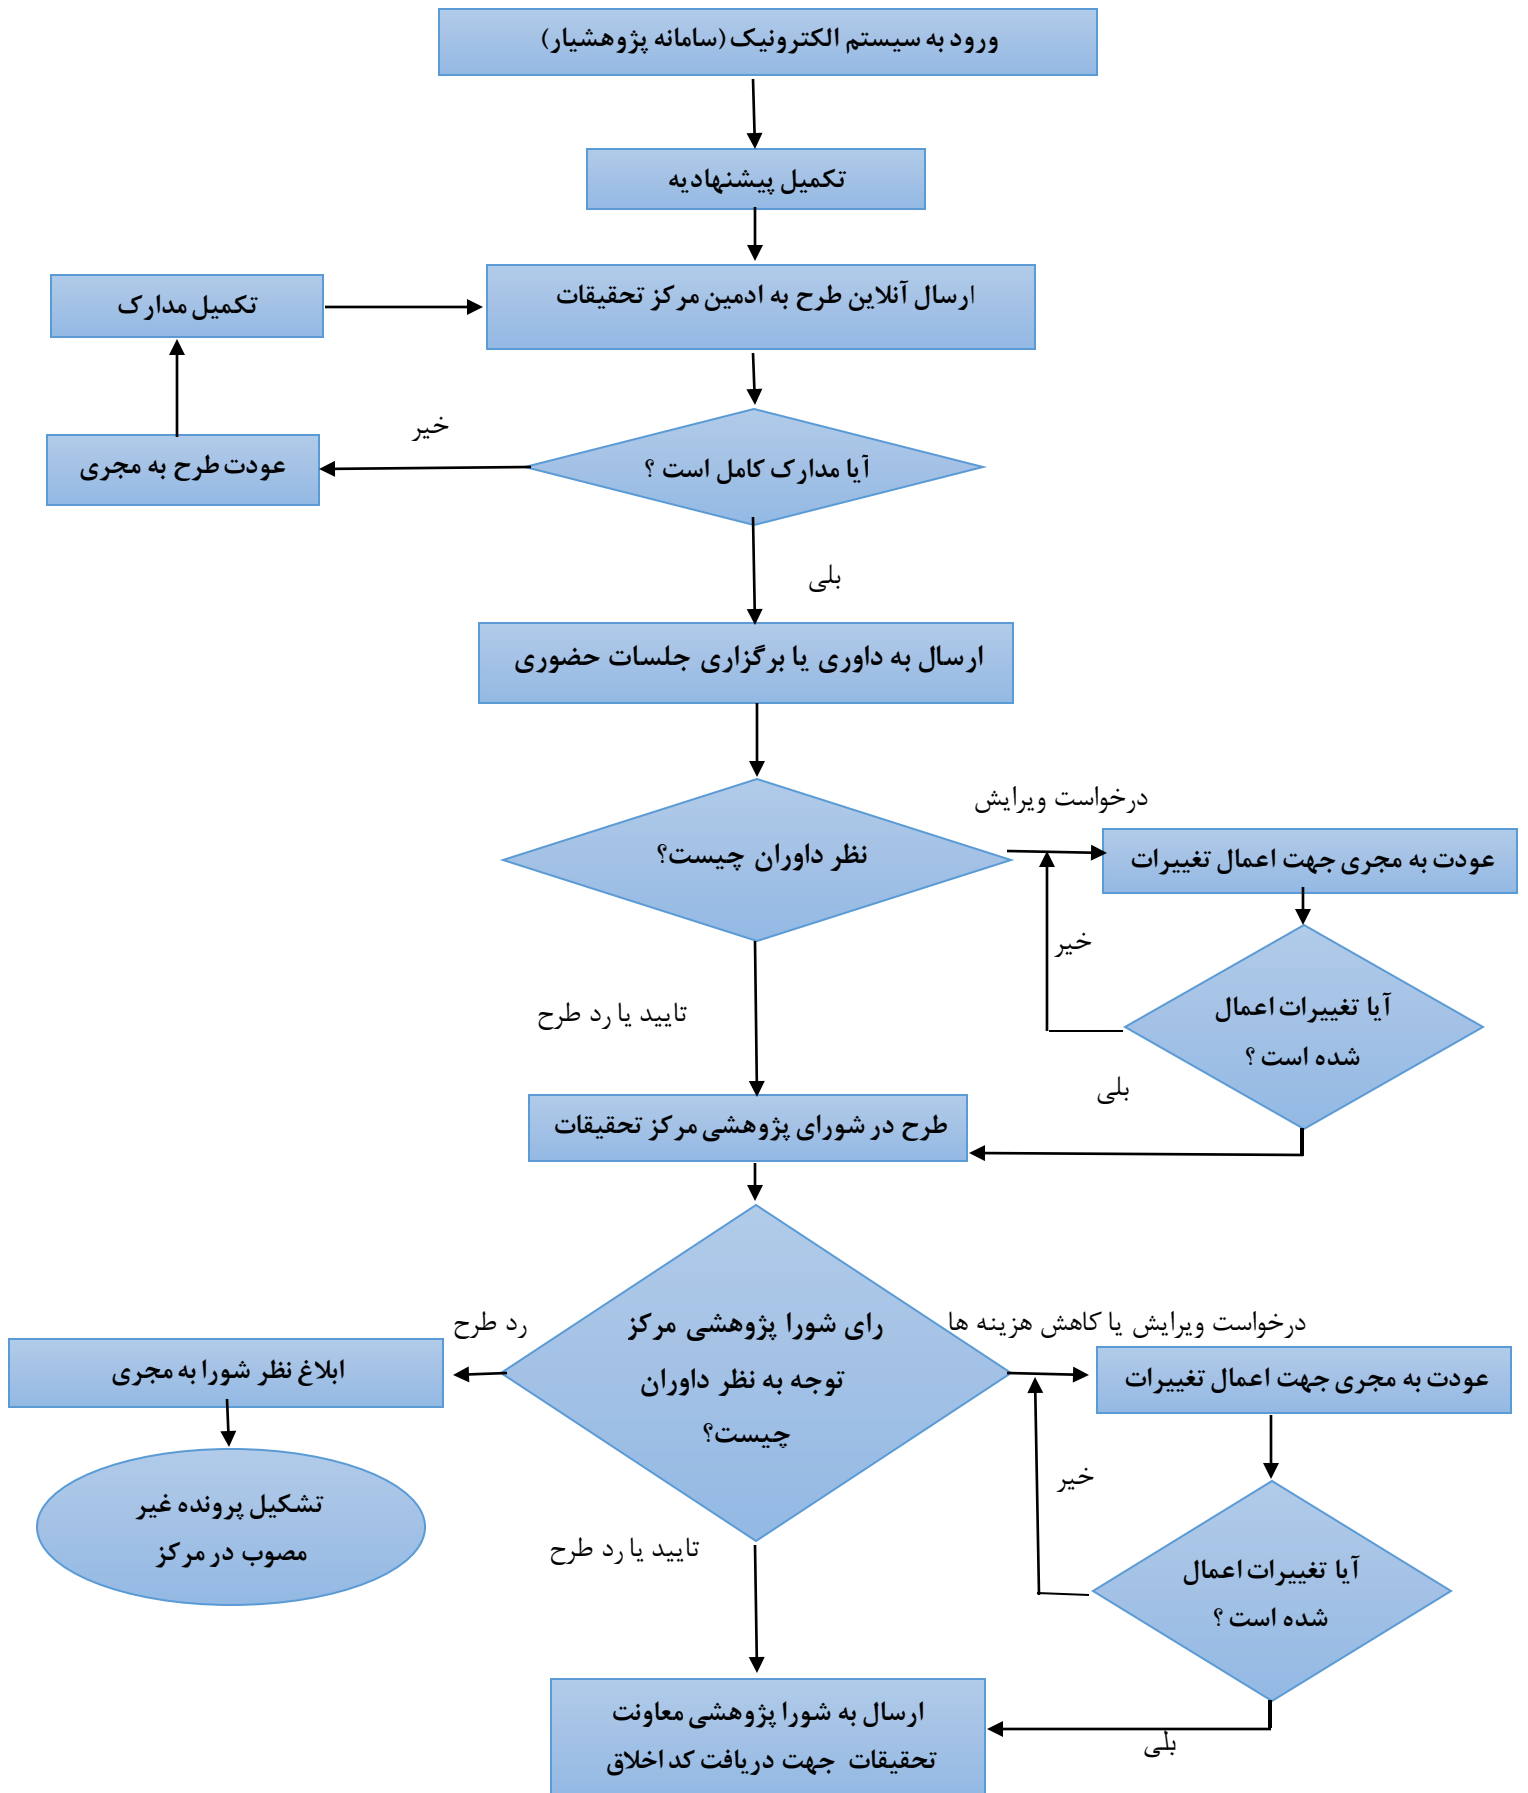 ورود به سیستم الکترونیک (سامانه پژوهشیار)
تکمیل پیشنهادیه
ارسال آنلاین طرح به ادمین مرکز تحقیقات
تکمیل مدارک
خیر
آیا مدارک کامل است ؟
عودت طرح به مجری
بلی
ارسال به داوری یا برگزاری جلسات حضوری
درخواست ویرایش
نظر داوران چیست؟
عودت به مجری جهت اعمال تغییرات
خیر
آیا تغییرات اعمال
شده است ؟
تایید یا رد طرح
بلی
طرح در شورای پژوهشی مرکز تحقیقات
درخواست ویرایش یا کاهش هزینه ها
رای شورا پژوهشی مرکز
توجه به نظر داوران
چیست؟
رد طرح
عودت به مجری جهت اعمال تغییرات
ابلاغ نظر شورا به مجری
خیر
تشکیل پرونده غیر
مصوب در مرکز
تایید یا رد طرح
آیا تغییرات اعمال
شده است ؟
بلی
ارسال به شورا پژوهشی معاونت
تحقیقات جهت دریافت کد اخلاق